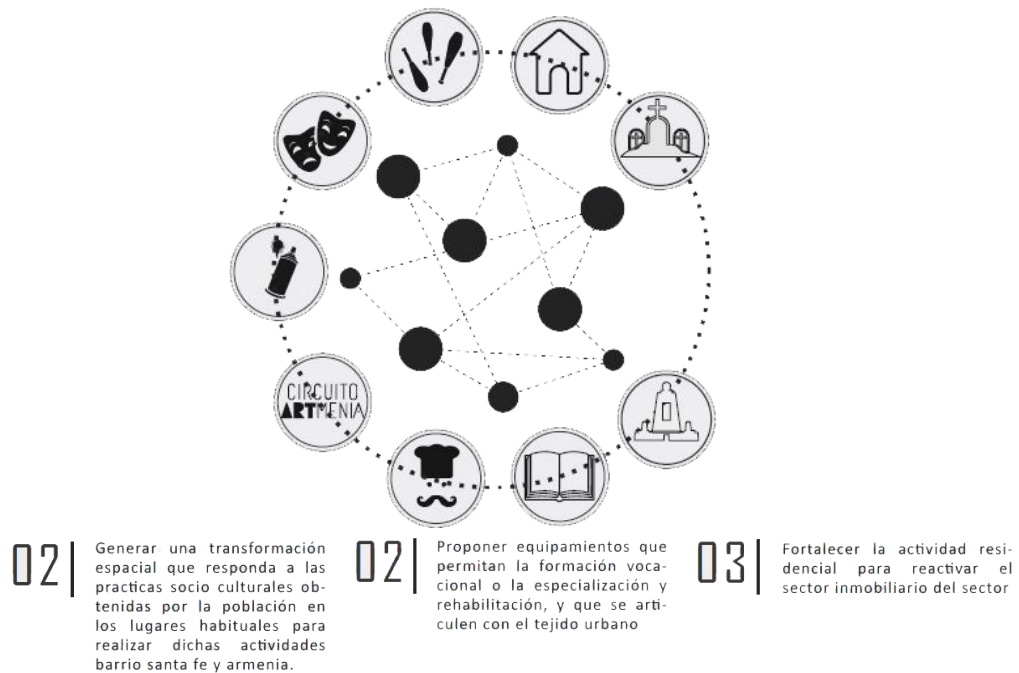 CIRCUITO
ARTMENIA
02
Generar una transformación
espacial que responda a las
practicas socio culturales ob-
tenidas por la población en
los lugares habituales para
realizar dichas actividades
barrio santa fe y armenia.
02
Proponer equipamientos que
permitan la formación voca-
cional o la especialización y
rehabilitación, y que se arti-
culen con el tejido urbano
03
Fortalecer la actividad resi-
dencial para reactivar el
sector inmobiliario del sector